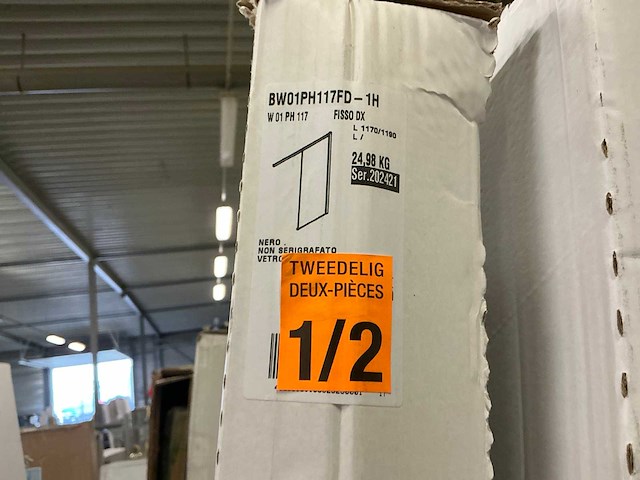 BW01PH117FD-1H
W 01 PH 117 FISSO DX
L 1170/1190
L /
24,98 KG
Ser.202421
NERO
NON SERIGRAFATO
VETRO
TWEEDELIG
DEUX-PIÈCES
1/2